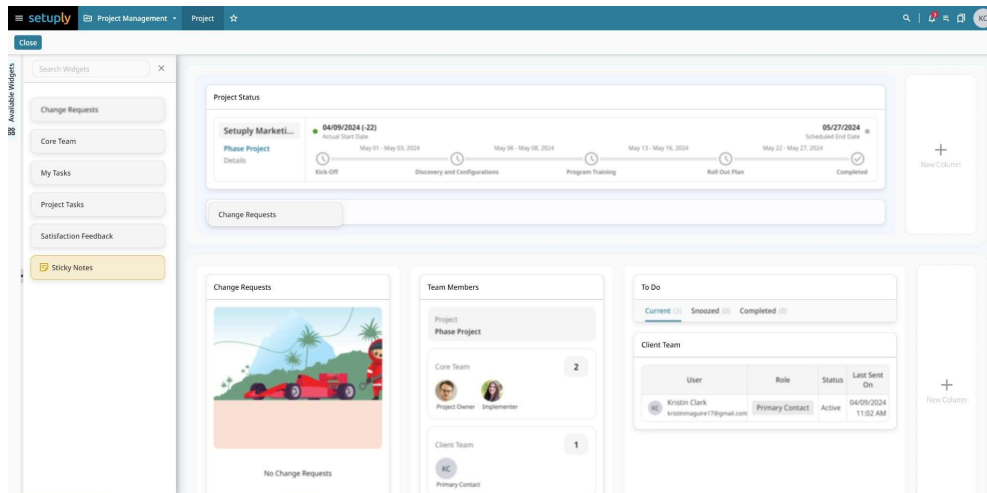 setuply Project Management Project KC
Close
Available Widgets
Search Widgets
Change Requests
Core Team
My Tasks
Project Tasks
Satisfaction Feedback
Sticky Notes
Project Status
Setuply Marketi...
Phase Project
Details
04/09/2024 (-22)
Actual Start Date
05/27/2024
Scheduled End Date
May 01 - May 03, 2024
May 06 - May 08, 2024
May 13 - May 16, 2024
May 22 - May 27, 2024
Kick-Off
Discovery and Configurations
Program Training
Roll Out Plan
Completed
New Column
Change Requests
Change Requests
No Change Requests
Team Members
Project
Phase Project
Core Team 2
Project Owner Implementer
Client Team 1
KC
Primary Contact
To Do
Current (3) Snoozed (0) Completed (0)
Client Team
User Role Status Last Sent
On
KC Kristin Clark Primary Contact Active 04/09/2024
kristinmaguire17@gmail.com 11:02 AM
New Column